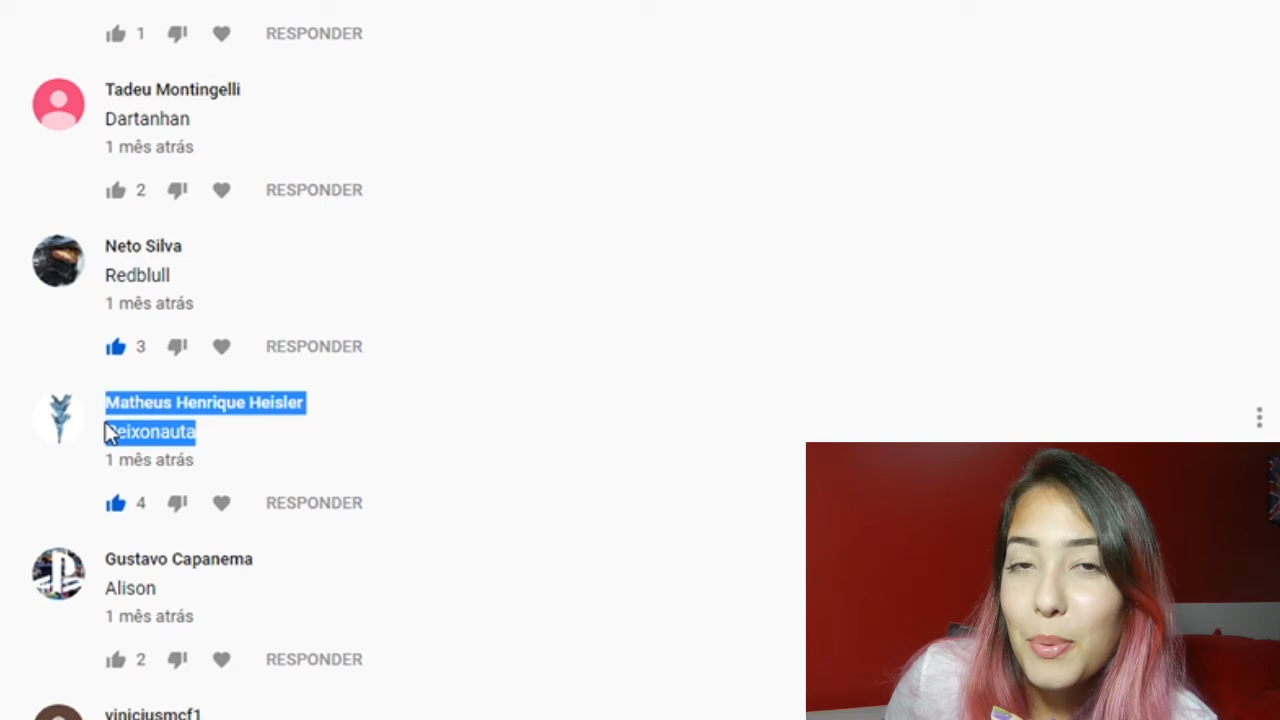 1 RESPONDER
Tadeu Montingelli
Dartanhan
1 mês atrás
2 RESPONDER
Neto Silva
Redblull
1 mês atrás
3 RESPONDER
Matheus Henrique Heisler
Peixonauta
1 mês atrás
4 RESPONDER
Gustavo Capanema
Alison
1 mês atrás
2 RESPONDER
viniciusmcf1